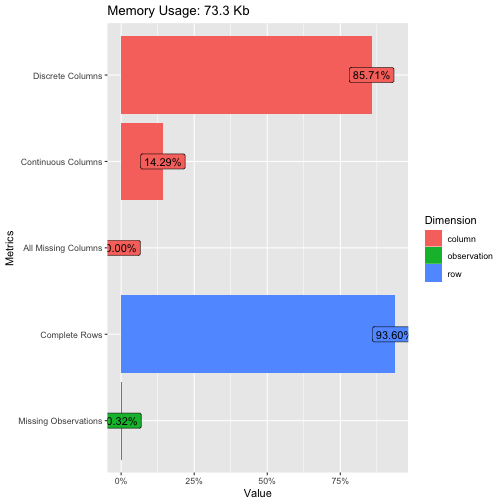 Memory Usage: 73.3 Kb
Discrete Columns
85.71%
Continuous Columns
14.29%
All Missing Columns
0.00%
Complete Rows
93.60%
Missing Observations
0.32%
Metrics
0%
25%
50%
75%
Value
Dimension
column
observation
row